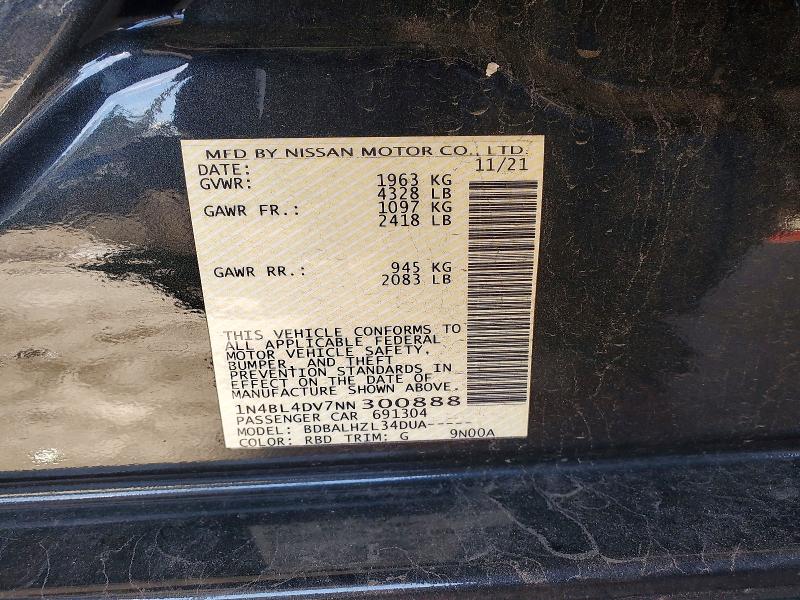 MFD BY NISSAN MOTOR CO., LTD.
DATE: 11/21
GVWR: 1963 KG
4328 LB
GAWR FR.: 1097 KG
2418 LB
GAWR RR.: 945 KG
2083 LB
THIS VEHICLE CONFORMS TO
ALL APPLICABLE FEDERAL
MOTOR VEHICLE SAFETY,
BUMPER, AND THEFT
PREVENTION STANDARDS IN
EFFECT ON THE DATE OF
MANUFACTURE SHOWN ABOVE.
1N4BL4DV7NN300888
PASSENGER CAR 691304
MODEL: BDBALHZL34DUA-----
COLOR: RBD TRIM: G 9N00A